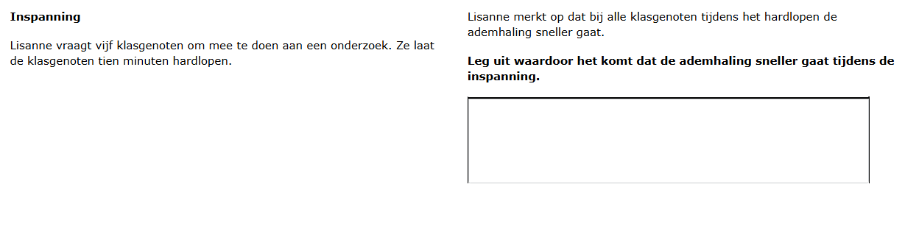 Inspanning
Lisanne vraagt vijf klasgenoten om mee te doen aan een onderzoek. Ze laat
de klasgenoten tien minuten hardlopen.
Lisanne merkt op dat bij alle klasgenoten tijdens het hardlopen de
ademhaling sneller gaat.
Leg uit waardoor het komt dat de ademhaling sneller gaat tijdens de
inspanning.